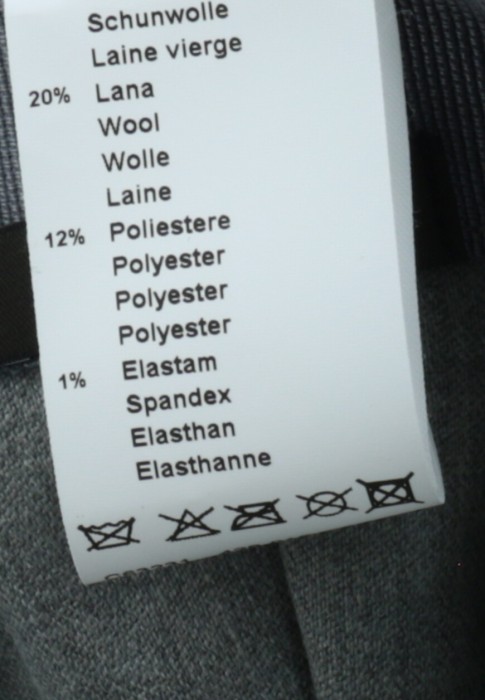 Schunwolle
Laine vierge
20% Lana
Wool
Wolle
Laine
12% Poliestere
Polyester
Polyester
Polyester
1% Elastam
Spandex
Elasthan
Elasthanne